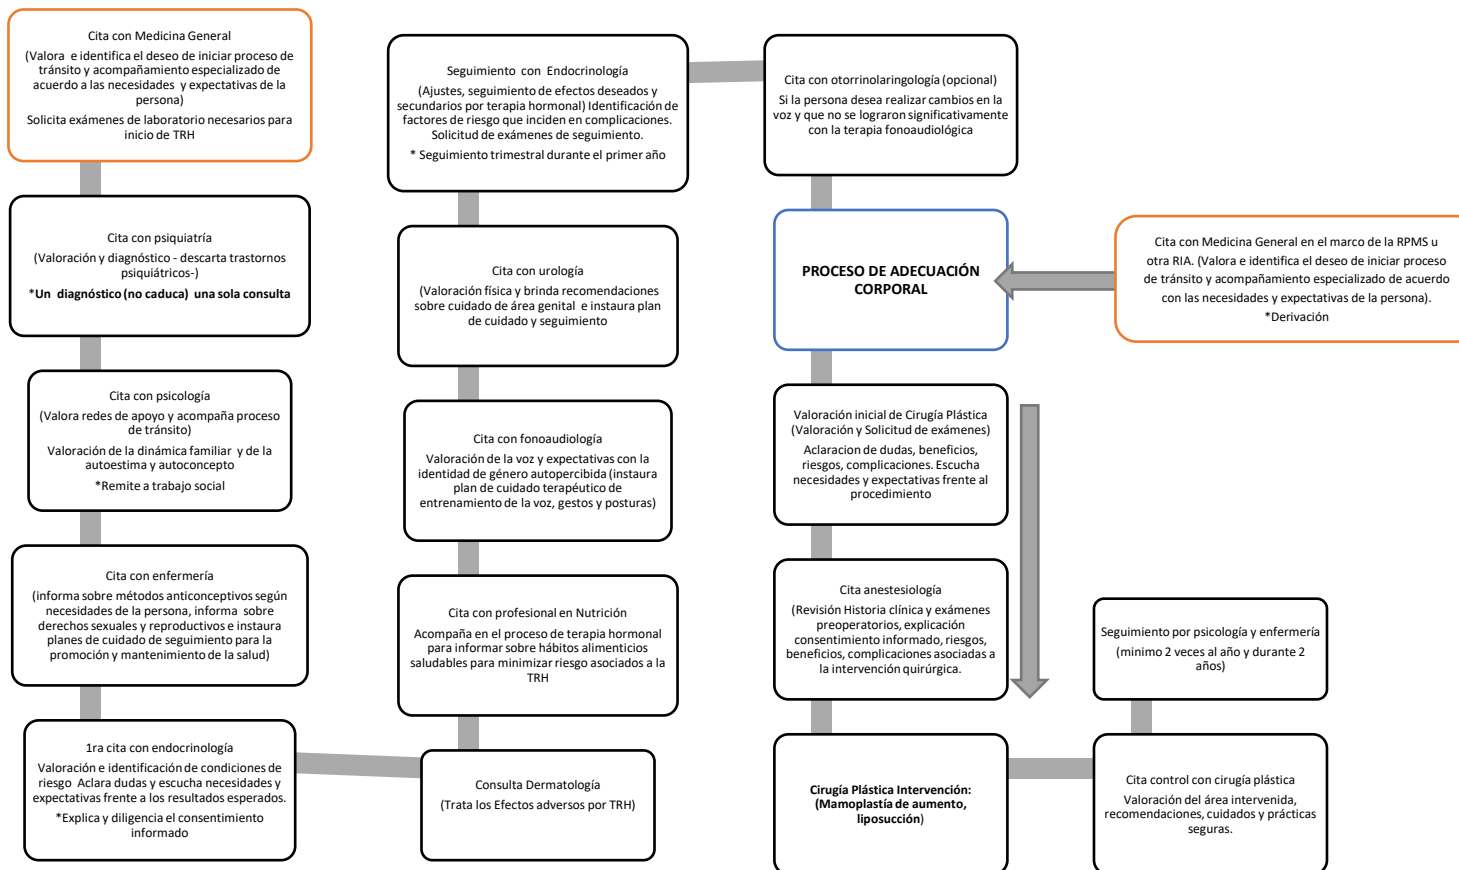 Cita con Medicina General
(Valora e identifica el deseo de iniciar proceso de
tránsito y acompañamiento especializado de
acuerdo a las necesidades y expectativas de la
persona)
Solicita exámenes de laboratorio necesarios para
inicio de TRH
Cita con psiquiatría
(Valoración y diagnóstico - descarta trastornos
psiquiátricos-)
*Un diagnóstico (no caduca) una sola consulta
Cita con psicología
(Valora redes de apoyo y acompaña proceso
de tránsito)
Valoración de la dinámica familiar y de la
autoestima y autoconcepto
*Remite a trabajo social
Cita con enfermería
(informa sobre métodos anticonceptivos según
necesidades de la persona, informa sobre
derechos sexuales y reproductivos e instaura
planes de cuidado de seguimiento para la
promoción y mantenimiento de la salud)
1ra cita con endocrinología
Valoración e identificación de condiciones de
riesgo Aclara dudas y escucha necesidades y
expectativas frente a los resultados esperados.
*Explica y diligencia el consentimiento
informado
Seguimiento con Endocrinología
(Ajustes, seguimiento de efectos deseados y
secundarios por terapia hormonal) Identificación de
factores de riesgo que inciden en complicaciones.
Solicitud de exámenes de seguimiento.
* Seguimiento trimestral durante el primer año
Cita con urología
(Valoración física y brinda recomendaciones
sobre cuidado de área genital e instaura plan
de cuidado y seguimiento
Cita con fonoaudiología
Valoración de la voz y expectativas con la
identidad de género autopercibida (instaura
plan de cuidado terapéutico de
entrenamiento de la voz, gestos y posturas)
Cita con profesional en Nutrición
Acompaña en el proceso de terapia hormonal
para informar sobre hábitos alimenticios
saludables para minimizar riesgo asociados a la
TRH
Consulta Dermatología
(Trata los Efectos adversos por TRH)
Cita con otorrinolaringología (opcional)
Si la persona desea realizar cambios en la
voz y que no se lograron significativamente
con la terapia fonoaudiológica
PROCESO DE ADECUACIÓN
CORPORAL
Cita con Medicina General en el marco de la RPMS u
otra RIA. (Valora e identifica el deseo de iniciar proceso
de tránsito y acompañamiento especializado de acuerdo
con las necesidades y expectativas de la persona).
*Derivación
Valoración inicial de Cirugía Plástica
(Valoración y Solicitud de exámenes)
Aclaracion de dudas, beneficios,
riesgos, complicaciones. Escucha
necesidades y expectativas frente al
procedimiento
Cita anestesiología
(Revisión Historia clínica y exámenes
preoperatorios, explicación
consentimiento informado, riesgos,
beneficios, complicaciones asociadas a
la intervención quirúrgica.
Cirugía Plástica Intervención:
(Mamoplastía de aumento,
liposucción)
Seguimiento por psicología y enfermería
(minimo 2 veces al año y durante 2
años)
Cita control con cirugía plástica
Valoración del área intervenida,
recomendaciones, cuidados y prácticas
seguras.